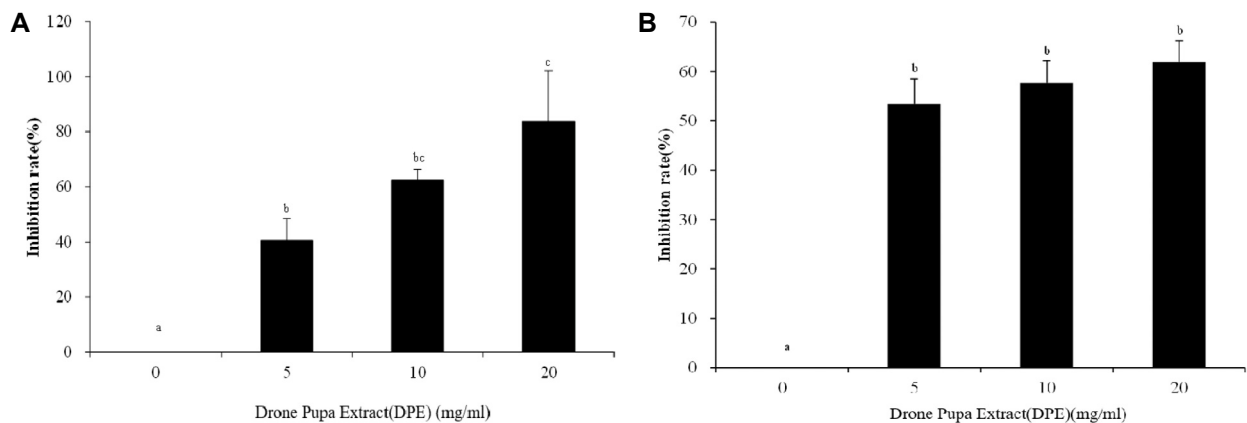 A
120
100
80
60
40
20
0
Inhibition rate(%)
a
b
bc
c
0 5 10 20
Drone Pupa Extract(DPE) (mg/ml)
B
70
60
50
40
30
20
10
0
Inhibition rate(%)
a
b
b
b
0 5 10 20
Drone Pupa Extract(DPE)(mg/ml)